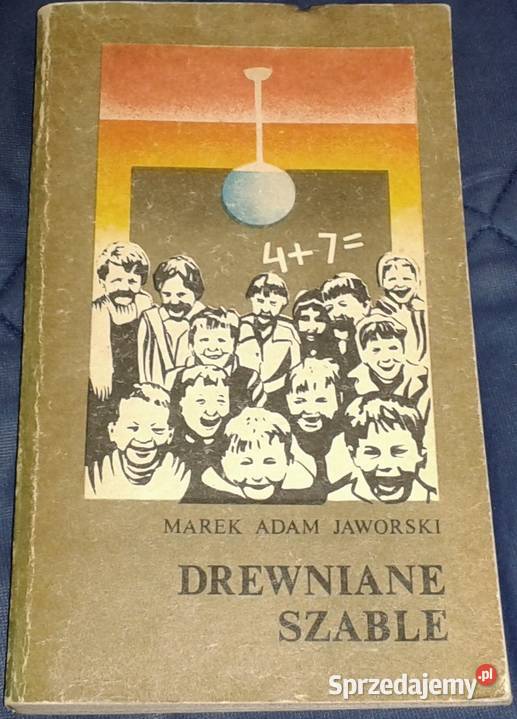 4+7=
MAREK ADAM JAWORSKI
DREWNIANE
SZABLE
Sprzedajemy.pl